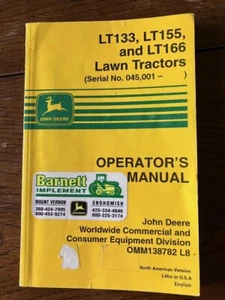 LT133, LT155,
and LT166
Lawn Tractors
(Serial No. 045,001 – )
JOHN DEERE
OPERATOR'S
MANUAL
Barnett
IMPLEMENT
MOUNT VERNON
360-424-7995
800-453-9274
SNOHOMISH
425-334-4048
800-225-3174
John Deere
Worldwide Commercial and
Consumer Equipment Division
OMM138782 L8
North American Version
Litho in U.S.A
English